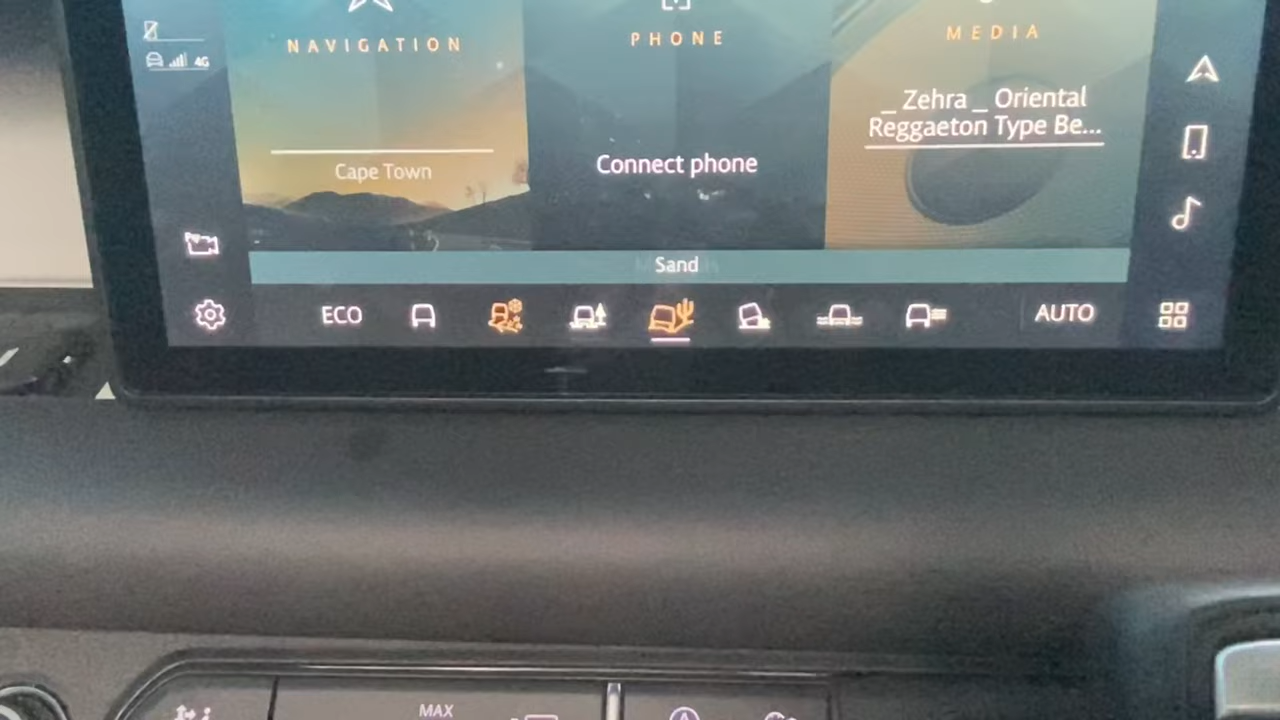 NAVIGATION
PHONE
MEDIA
4G
_ Zehra _ Oriental
Reggaeton Type Be...
Cape Town
Connect phone
Sand
ECO
AUTO
MAX